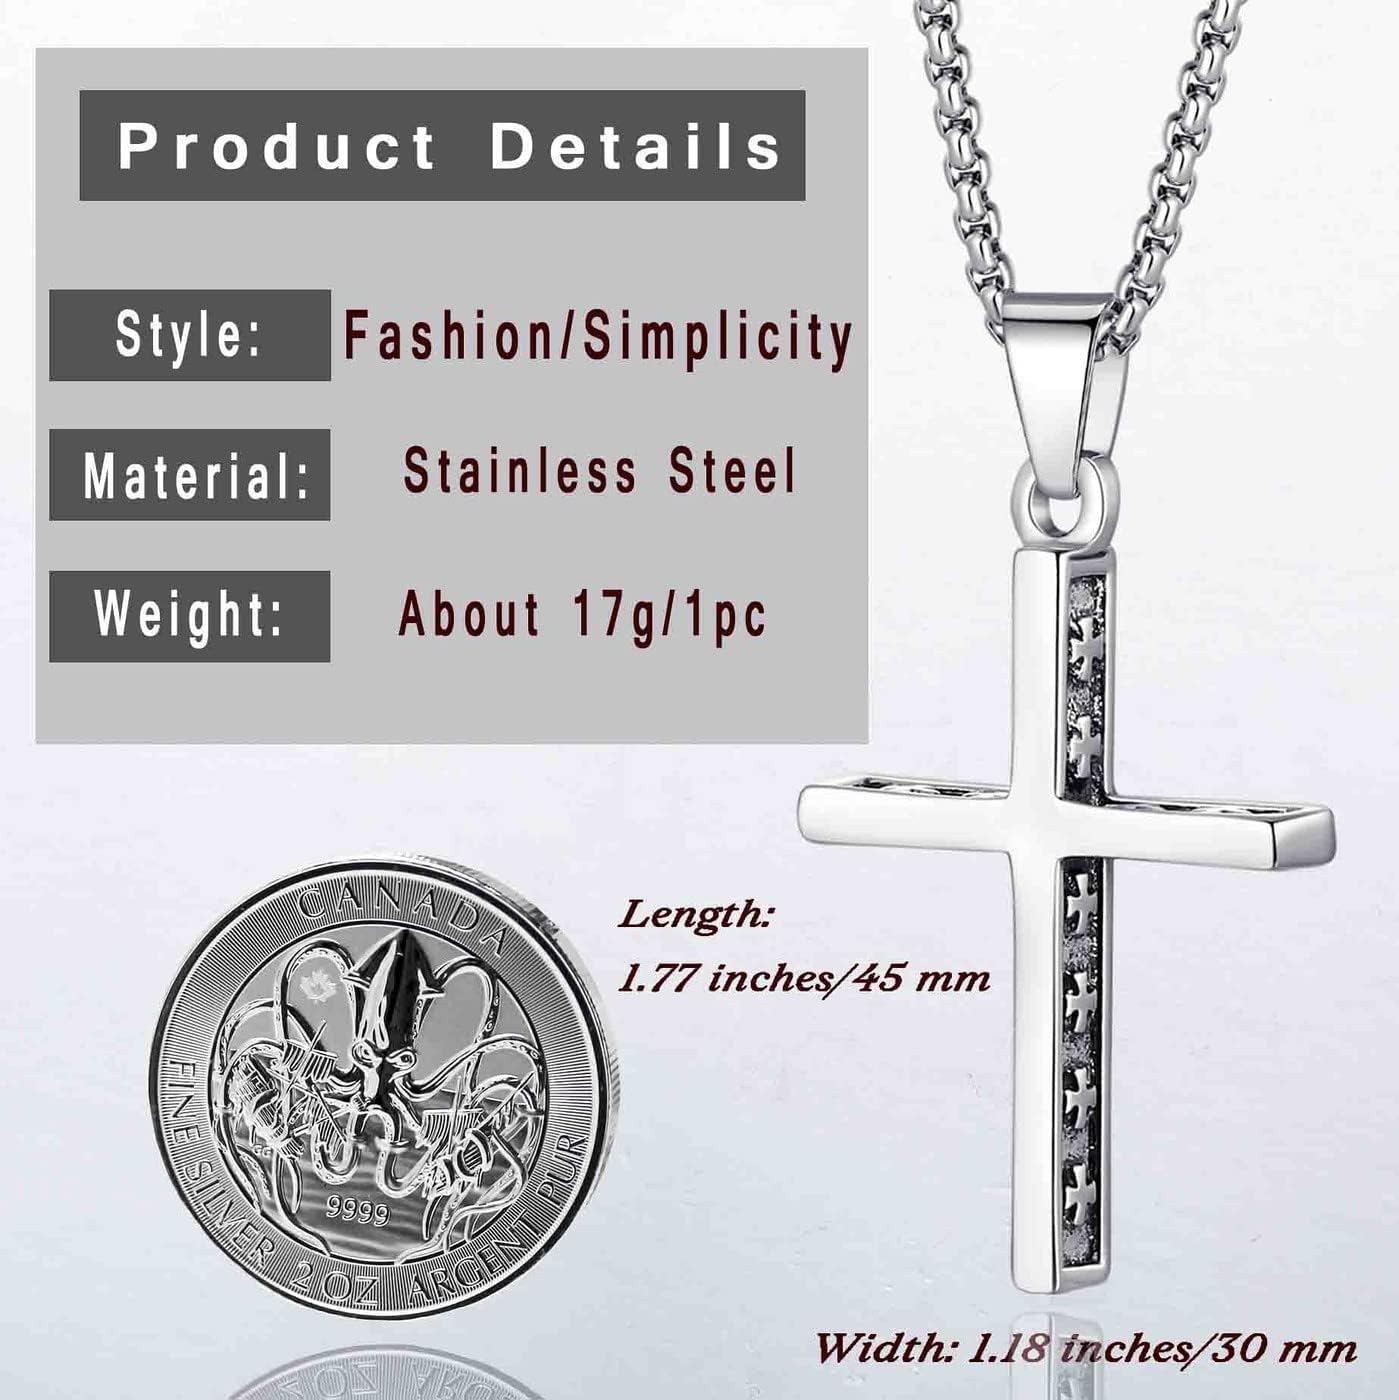 Product Details
Style: Fashion/Simplicity
Material: Stainless Steel
Weight: About 17g/1pc
CANADA
FINE SILVER 2 OZ ARGENT PUR
9999
Length:
1.77 inches/45 mm
Width: 1.18 inches/30 mm